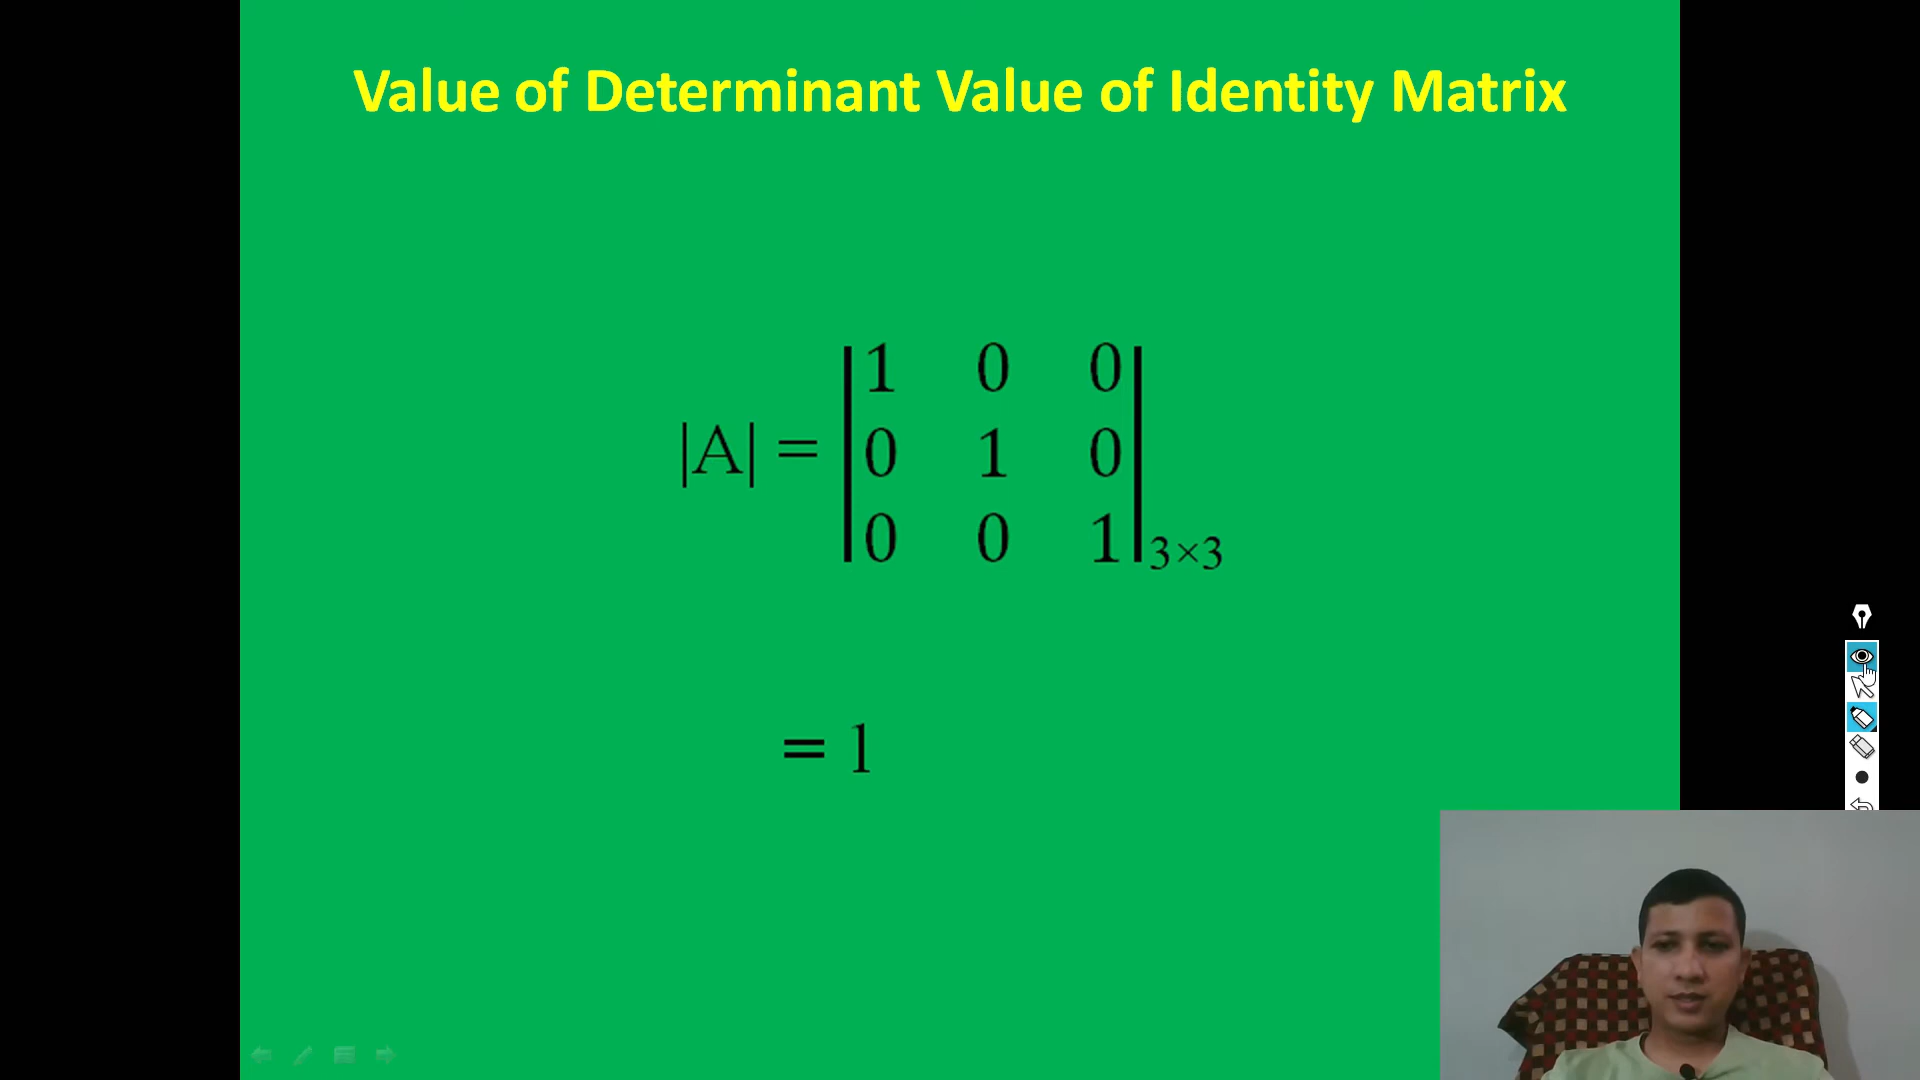 Value of Determinant Value of Identity Matrix
|A| = |1 0 0|
|0 1 0|
|0 0 1| 3×3
= 1